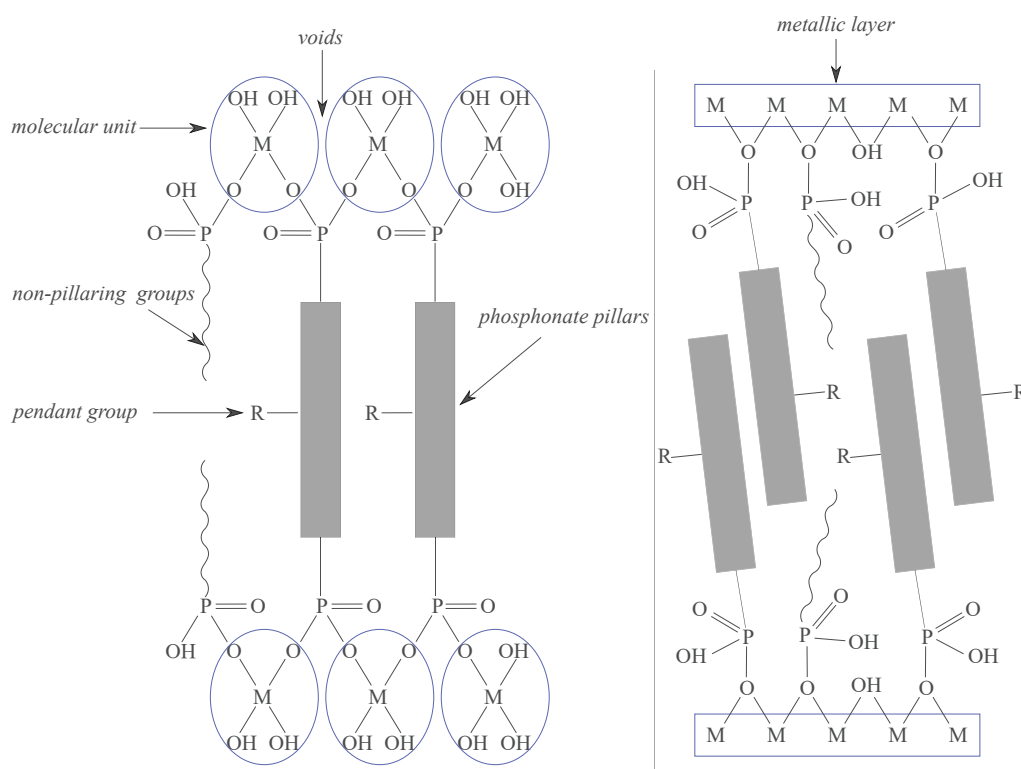 voids
metallic layer
OH OH OH OH OH OH
M M M M M
molecular unit
M M M
OH
O O OH O
OH O O O O O OH
OH P P OH P OH
O P O P O P
O O O
non-pillaring groups
phosphonate pillars
pendant group
R R
R R
R R
P O P O P O
O O O
P P OH P
OH O O O O O OH
OH OH
O O OH O
M M M
M M M M M
OH OH OH OH OH OH